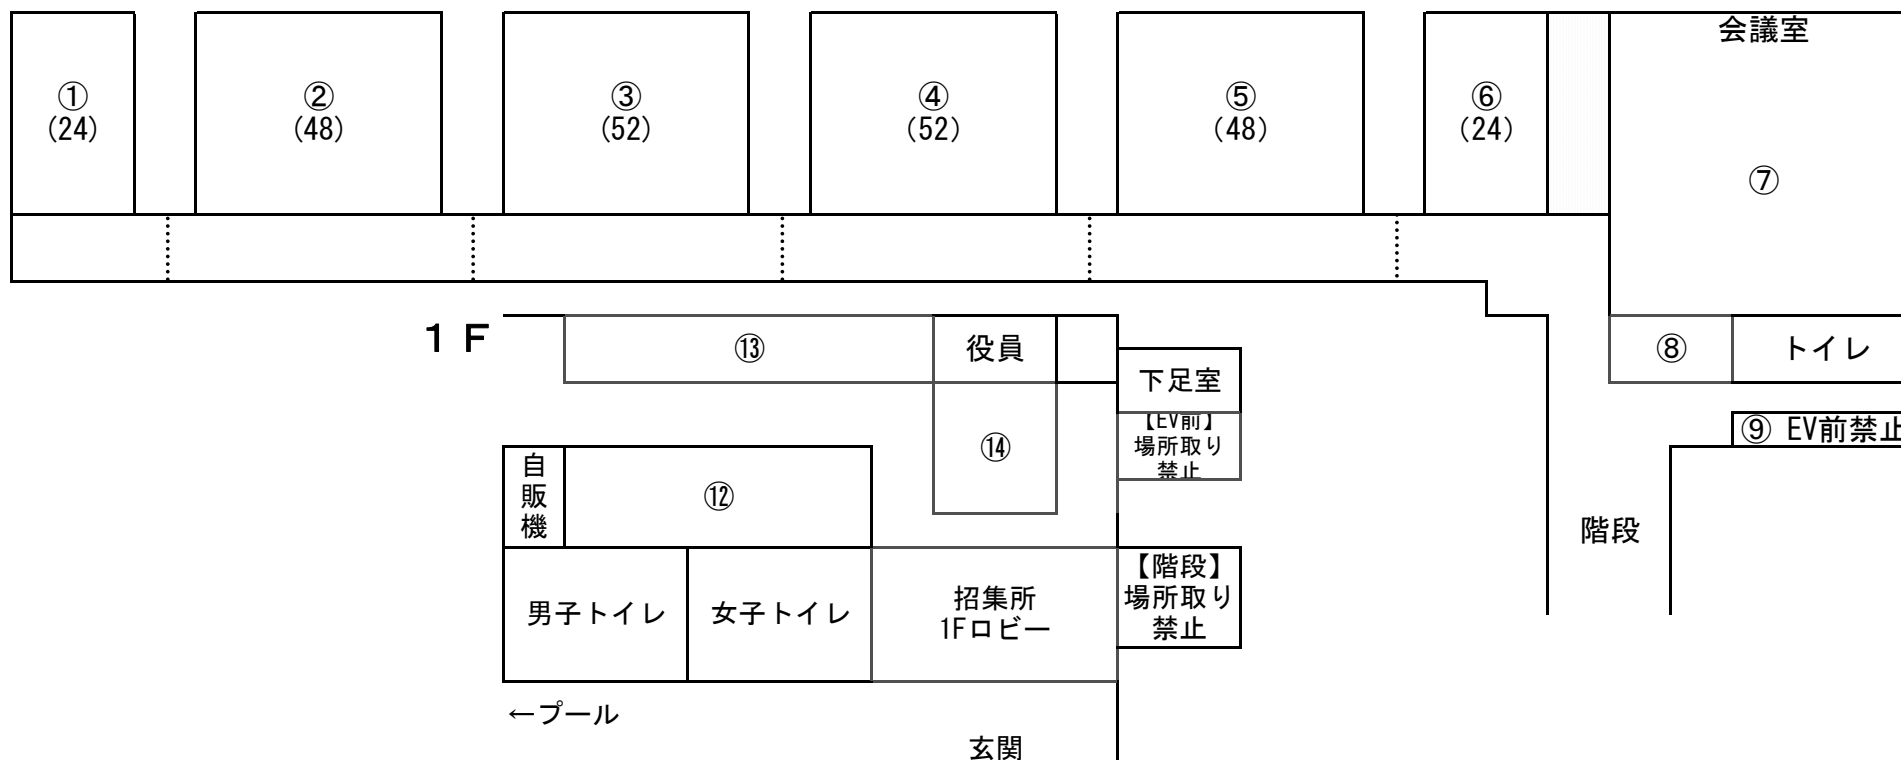 会議室
①
(24)
②
(48)
③
(52)
④
(52)
⑤
(48)
⑥
(24)
⑦
1 F
⑬
役員
⑧
トイレ
下足室
【EV前】
場所取り
禁止
⑨ EV前禁止
⑭
自
販
機
⑫
階段
男子トイレ
女子トイレ
招集所
1Fロビー
【階段】
場所取り
禁止
←プール
玄関